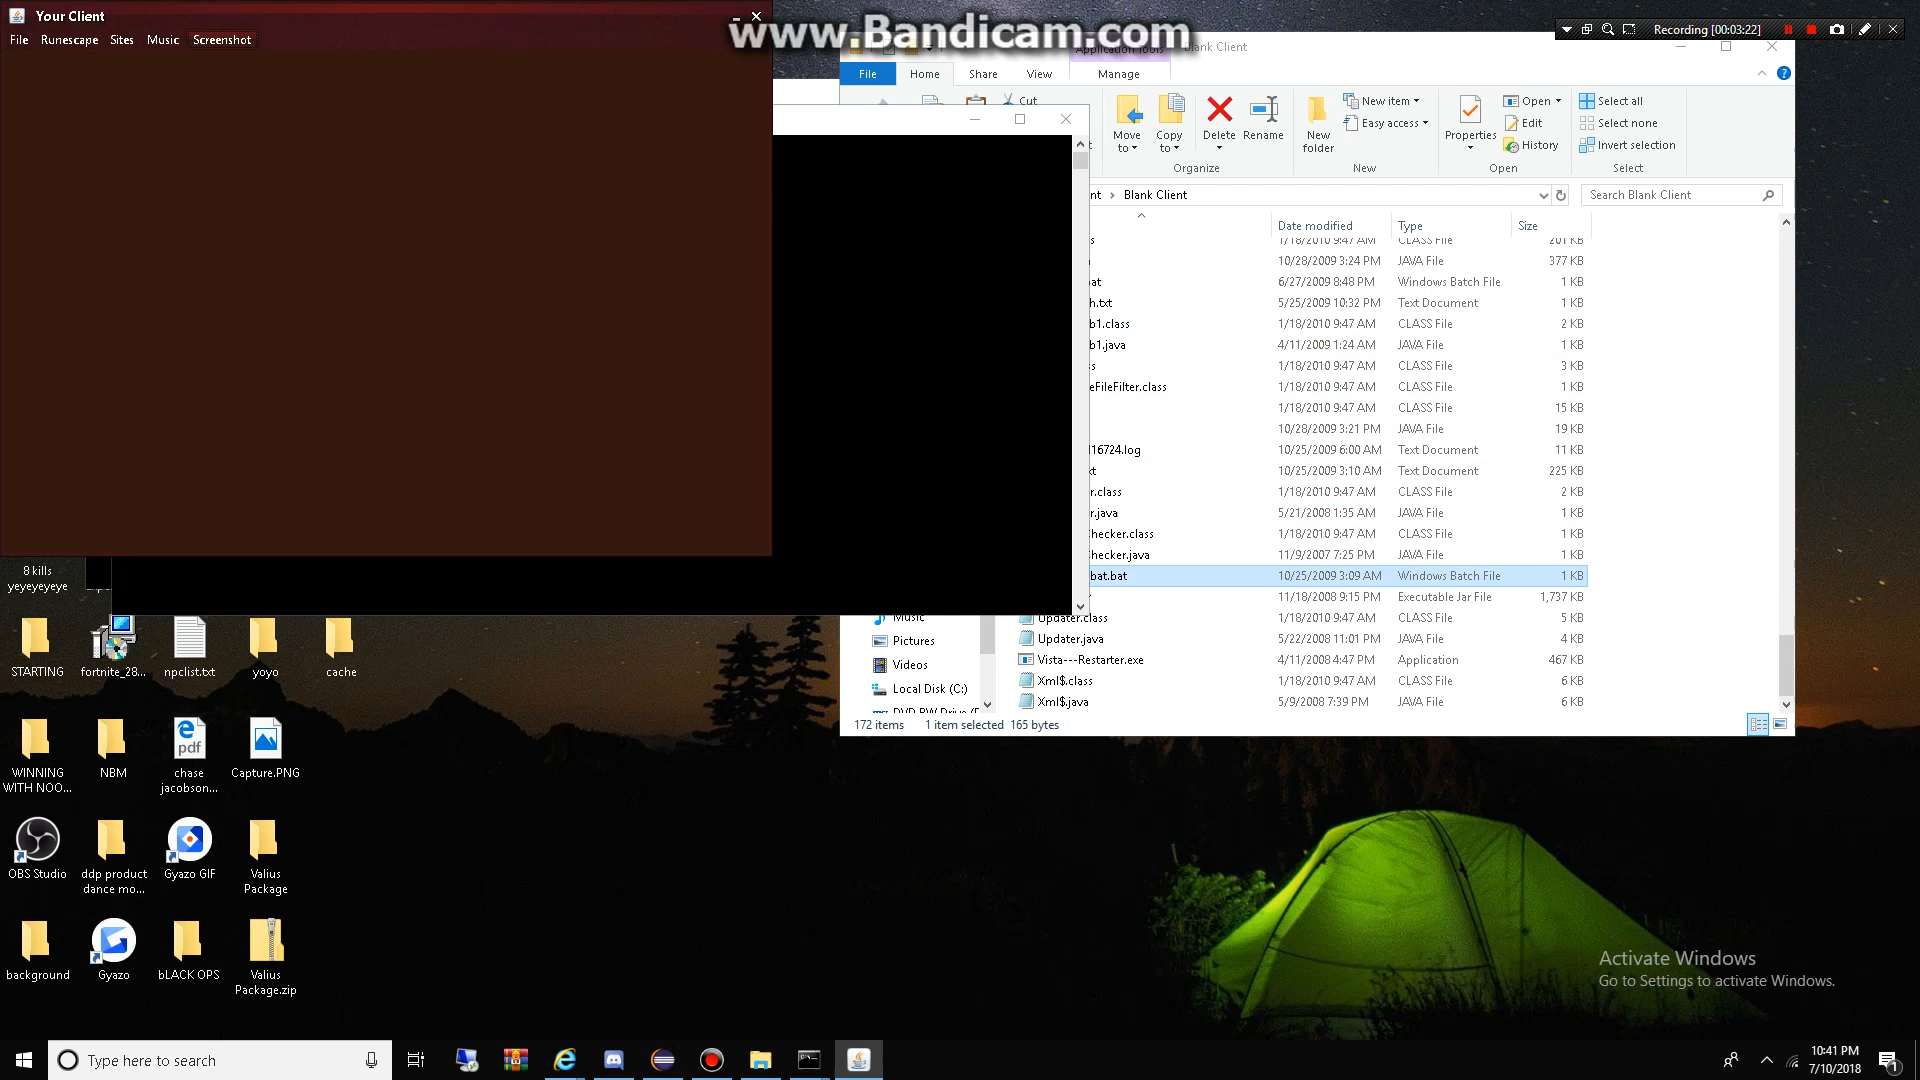 Your Client
File Runescape Sites Music Screenshot
www.Bandicam.com
Recording [00:03:22]
Application Tools Blank Client
File Home Share View Manage
Cut
Move to Copy to Delete Rename
New folder
New item
Easy access
Properties
Open
Edit
History
Select all
Select none
Invert selection
Organize New Open Select
nt > Blank Client
Search Blank Client
Date modified Type Size
s 1/18/2010 9:47 AM CLASS File 201 KB
10/28/2009 3:24 PM JAVA File 377 KB
at 6/27/2009 8:48 PM Windows Batch File 1 KB
h.txt 5/25/2009 10:32 PM Text Document 1 KB
b1.class 1/18/2010 9:47 AM CLASS File 2 KB
b1.java 4/11/2009 1:24 AM JAVA File 1 KB
s 1/18/2010 9:47 AM CLASS File 3 KB
eFileFilter.class 1/18/2010 9:47 AM CLASS File 1 KB
1/18/2010 9:47 AM CLASS File 15 KB
10/28/2009 3:21 PM JAVA File 19 KB
16724.log 10/25/2009 6:00 AM Text Document 11 KB
xt 10/25/2009 3:10 AM Text Document 225 KB
r.class 1/18/2010 9:47 AM CLASS File 2 KB
r.java 5/21/2008 1:35 AM JAVA File 1 KB
hecker.class 1/18/2010 9:47 AM CLASS File 1 KB
hecker.java 11/9/2007 7:25 PM JAVA File 1 KB
bat.bat 10/25/2009 3:09 AM Windows Batch File 1 KB
11/18/2008 9:15 PM Executable Jar File 1,737 KB
Updater.class 1/18/2010 9:47 AM CLASS File 5 KB
Updater.java 5/22/2008 11:01 PM JAVA File 4 KB
Vista---Restarter.exe 4/11/2008 4:47 PM Application 467 KB
Xml$.class 1/18/2010 9:47 AM CLASS File 6 KB
Xml$.java 5/9/2008 7:39 PM JAVA File 6 KB
Music
Pictures
Videos
Local Disk (C:)
172 items 1 item selected 165 bytes
8 kills
yeyeyeyeye
STARTING fortnite_28... npclist.txt yoyo cache
WINNING
WITH NOO...
NBM
chase
jacobson...
Capture.PNG
OBS Studio
ddp product
dance mo...
Gyazo GIF
Valius
Package
background Gyazo bLACK OPS
Valius
Package.zip
pdf
Activate Windows
Go to Settings to activate Windows.
Type here to search
10:41 PM
7/10/2018
1